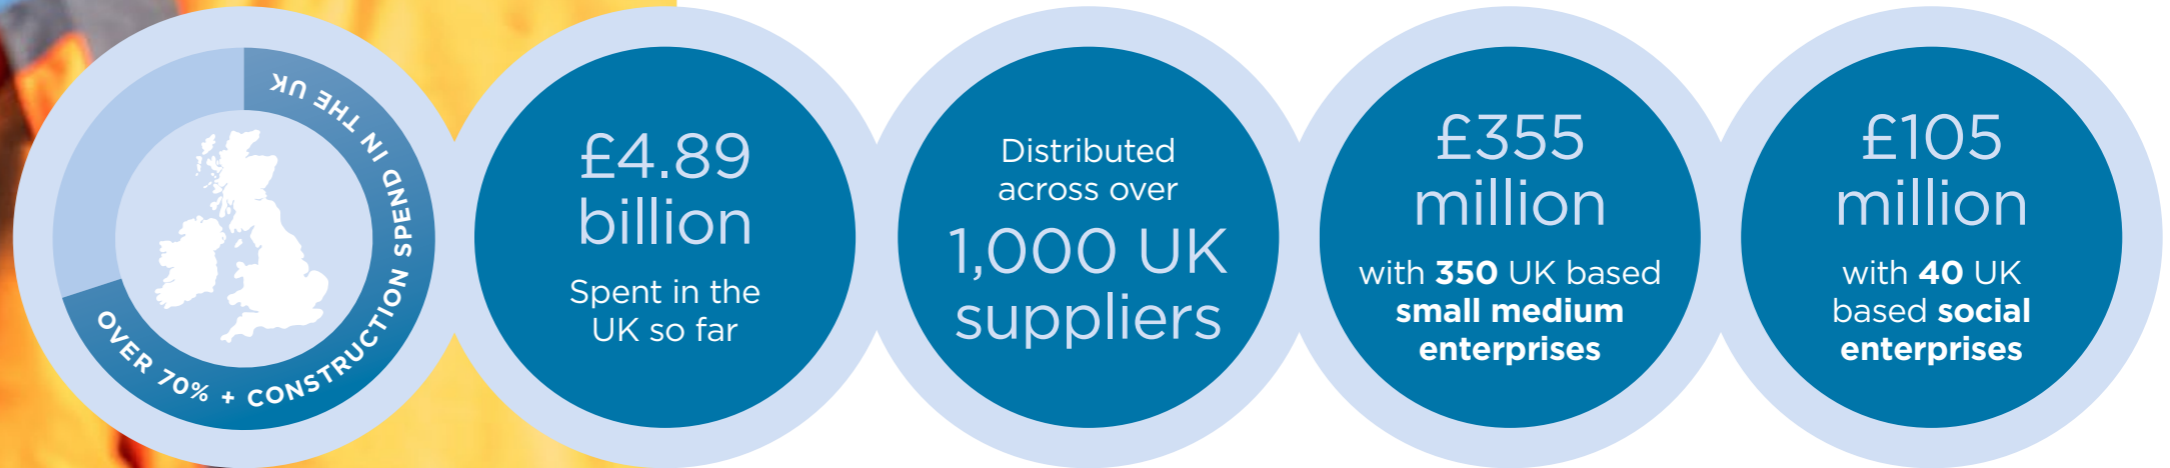 OVER 70% + CONSTRUCTION SPEND IN THE UK
£4.89
billion
Spent in the
UK so far
Distributed
across over
1,000 UK
suppliers
£355
million
with 350 UK based
small medium
enterprises
£105
million
with 40 UK
based social
enterprises